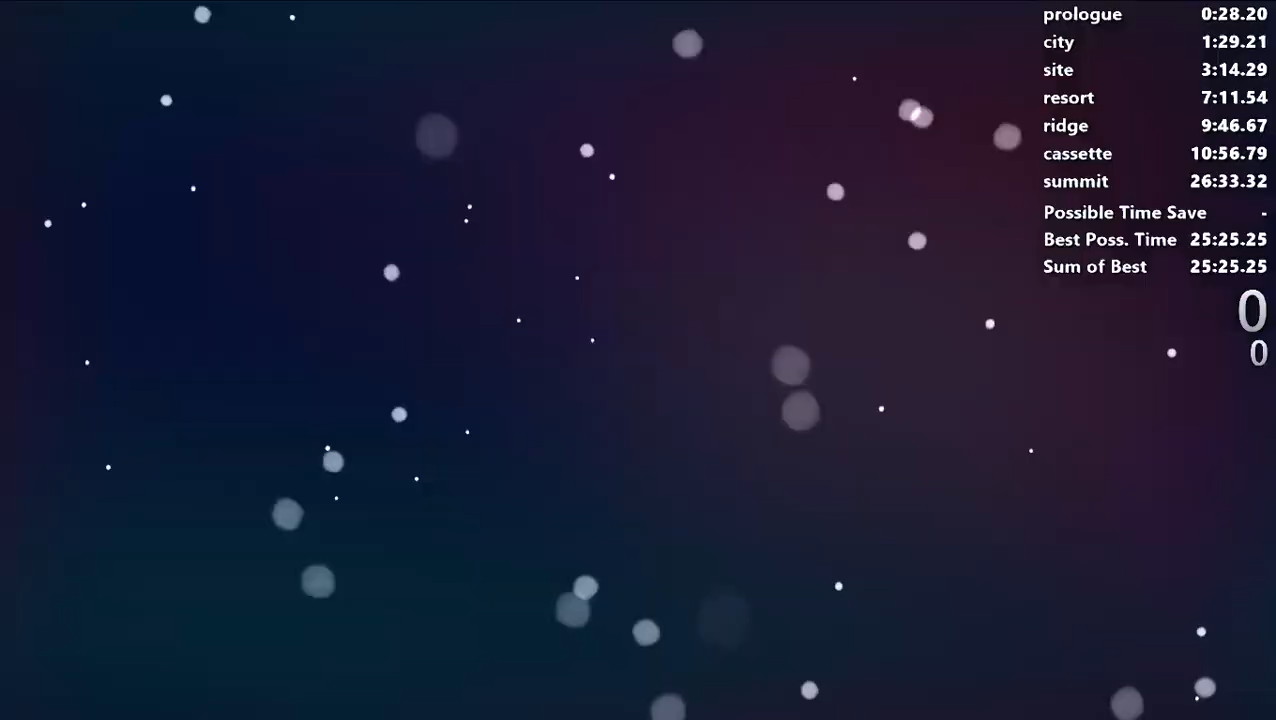 prologue 0:28.20
city 1:29.21
site 3:14.29
resort 7:11.54
ridge 9:46.67
cassette 10:56.79
summit 26:33.32
Possible Time Save -
Best Poss. Time 25:25.25
Sum of Best 25:25.25
0
0